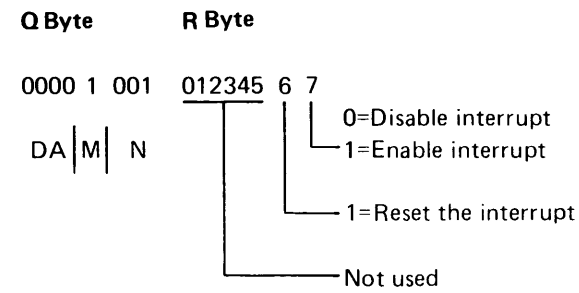 Q Byte R Byte
0000 1 001 012345 6 7
0=Disable interrupt
DA M N 1=Enable interrupt
1=Reset the interrupt
Not used